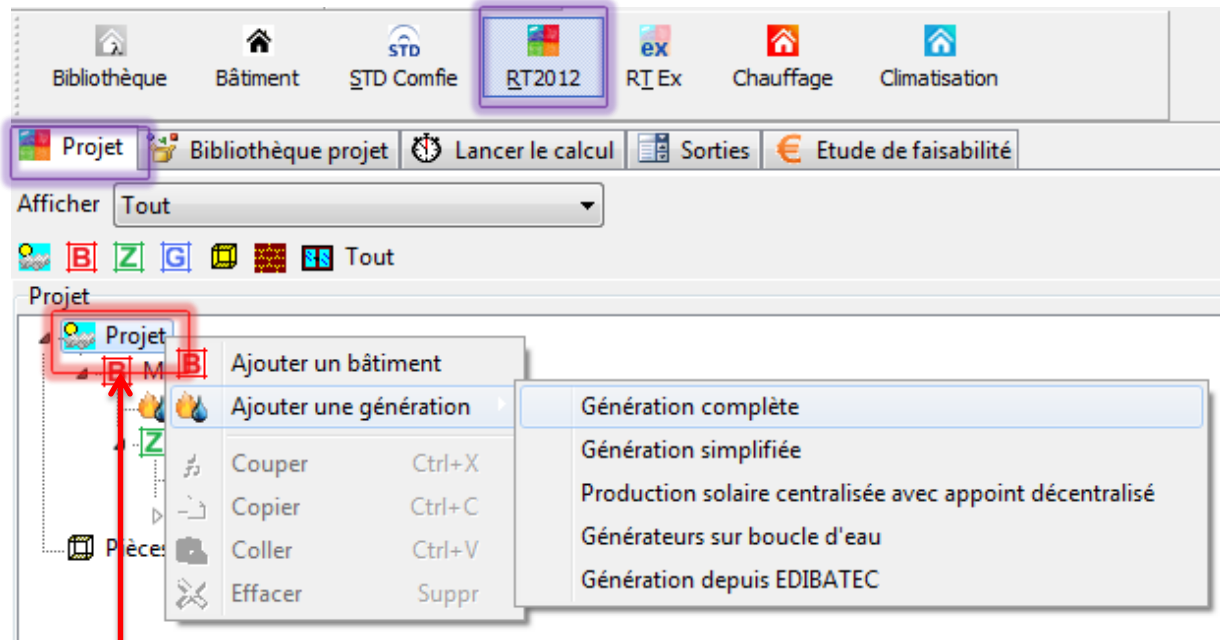 STD ex
Bibliothèque Bâtiment STD Comfie RT2012 RT Ex Chauffage Climatisation
Projet Bibliothèque projet Lancer le calcul Sorties € Etude de faisabilité
Afficher Tout
B Z G Tout
Projet
Projet
B M B Ajouter un bâtiment
Ajouter une génération Génération complète
Z Génération simplifiée
Couper Ctrl+X
Production solaire centralisée avec appoint décentralisé
Copier Ctrl+C
Générateurs sur boucle d'eau
Pièces Coller Ctrl+V
Génération depuis EDIBATEC
Effacer Suppr